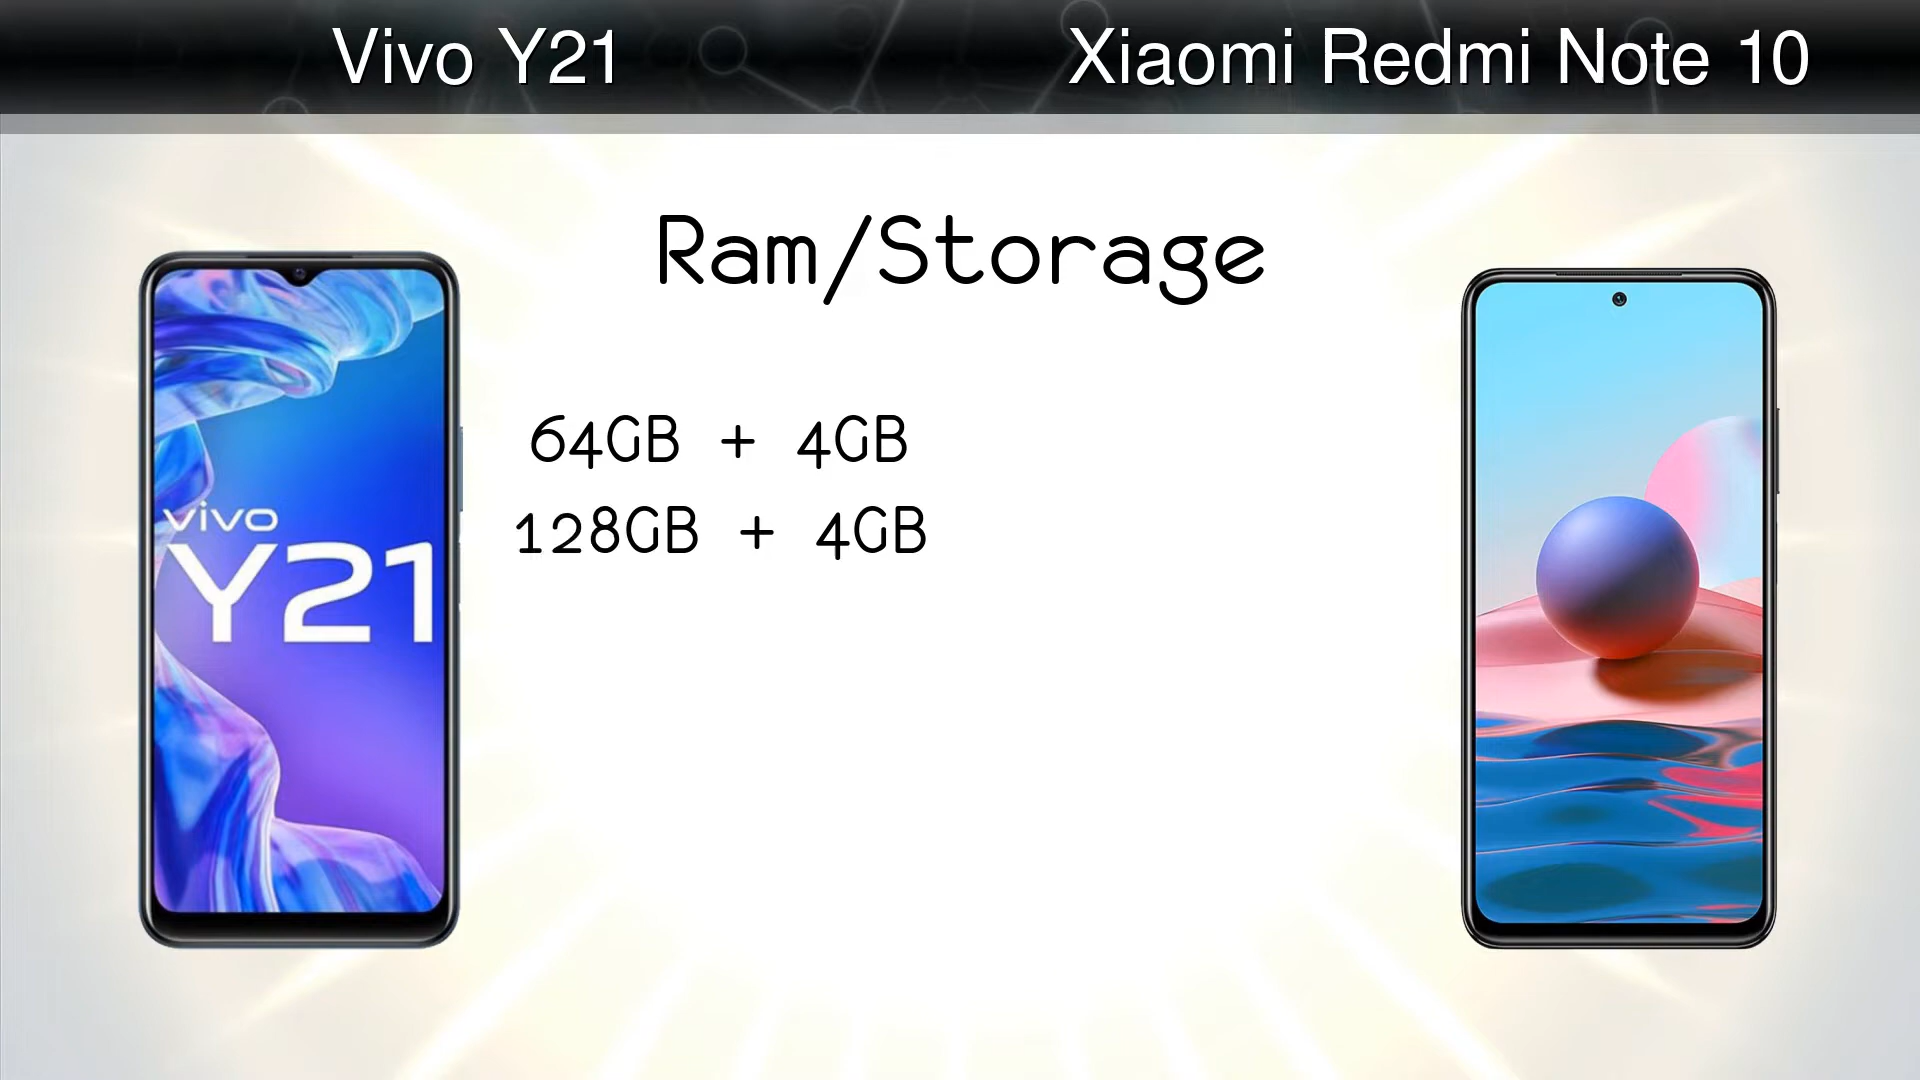 Vivo Y21
Xiaomi Redmi Note 10
Ram/Storage
64GB + 4GB
128GB + 4GB
vivo
Y21